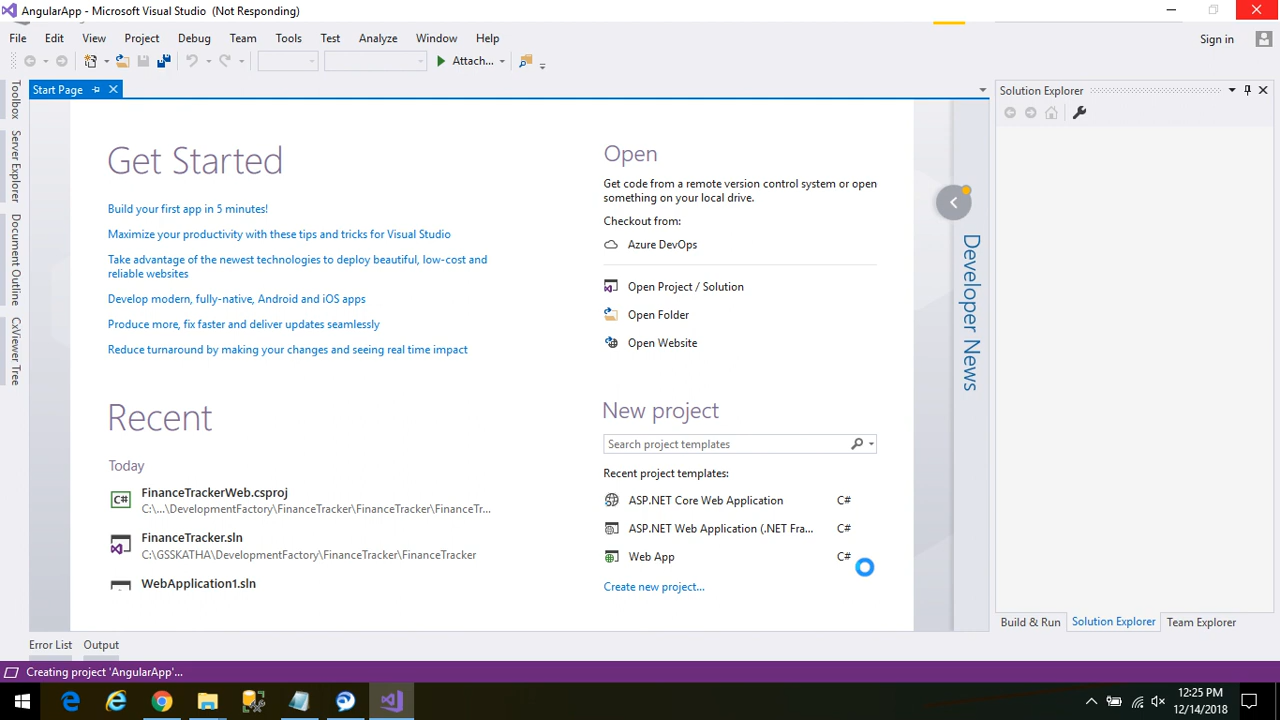 AngularApp - Microsoft Visual Studio (Not Responding)
File Edit View Project Debug Team Tools Test Analyze Window Help
Sign in
Attach...
Toolbox
Server Explorer
Document Outline
CxViewer Tree
Start Page
Get Started
Build your first app in 5 minutes!
Maximize your productivity with these tips and tricks for Visual Studio
Take advantage of the newest technologies to deploy beautiful, low-cost and
reliable websites
Develop modern, fully-native, Android and iOS apps
Produce more, fix faster and deliver updates seamlessly
Reduce turnaround by making your changes and seeing real time impact
Recent
Today
FinanceTrackerWeb.csproj
C:\...\DevelopmentFactory\FinanceTracker\FinanceTracker\FinanceTr...
FinanceTracker.sln
C:\GSSKATHA\DevelopmentFactory\FinanceTracker\FinanceTracker
WebApplication1.sln
Open
Get code from a remote version control system or open
something on your local drive.
Checkout from:
Azure DevOps
Open Project / Solution
Open Folder
Open Website
New project
Search project templates
Recent project templates:
ASP.NET Core Web Application C#
ASP.NET Web Application (.NET Fra... C#
Web App C#
Create new project...
Developer News
Solution Explorer
Build & Run Solution Explorer Team Explorer
Error List Output
Creating project 'AngularApp'...
12:25 PM
12/14/2018